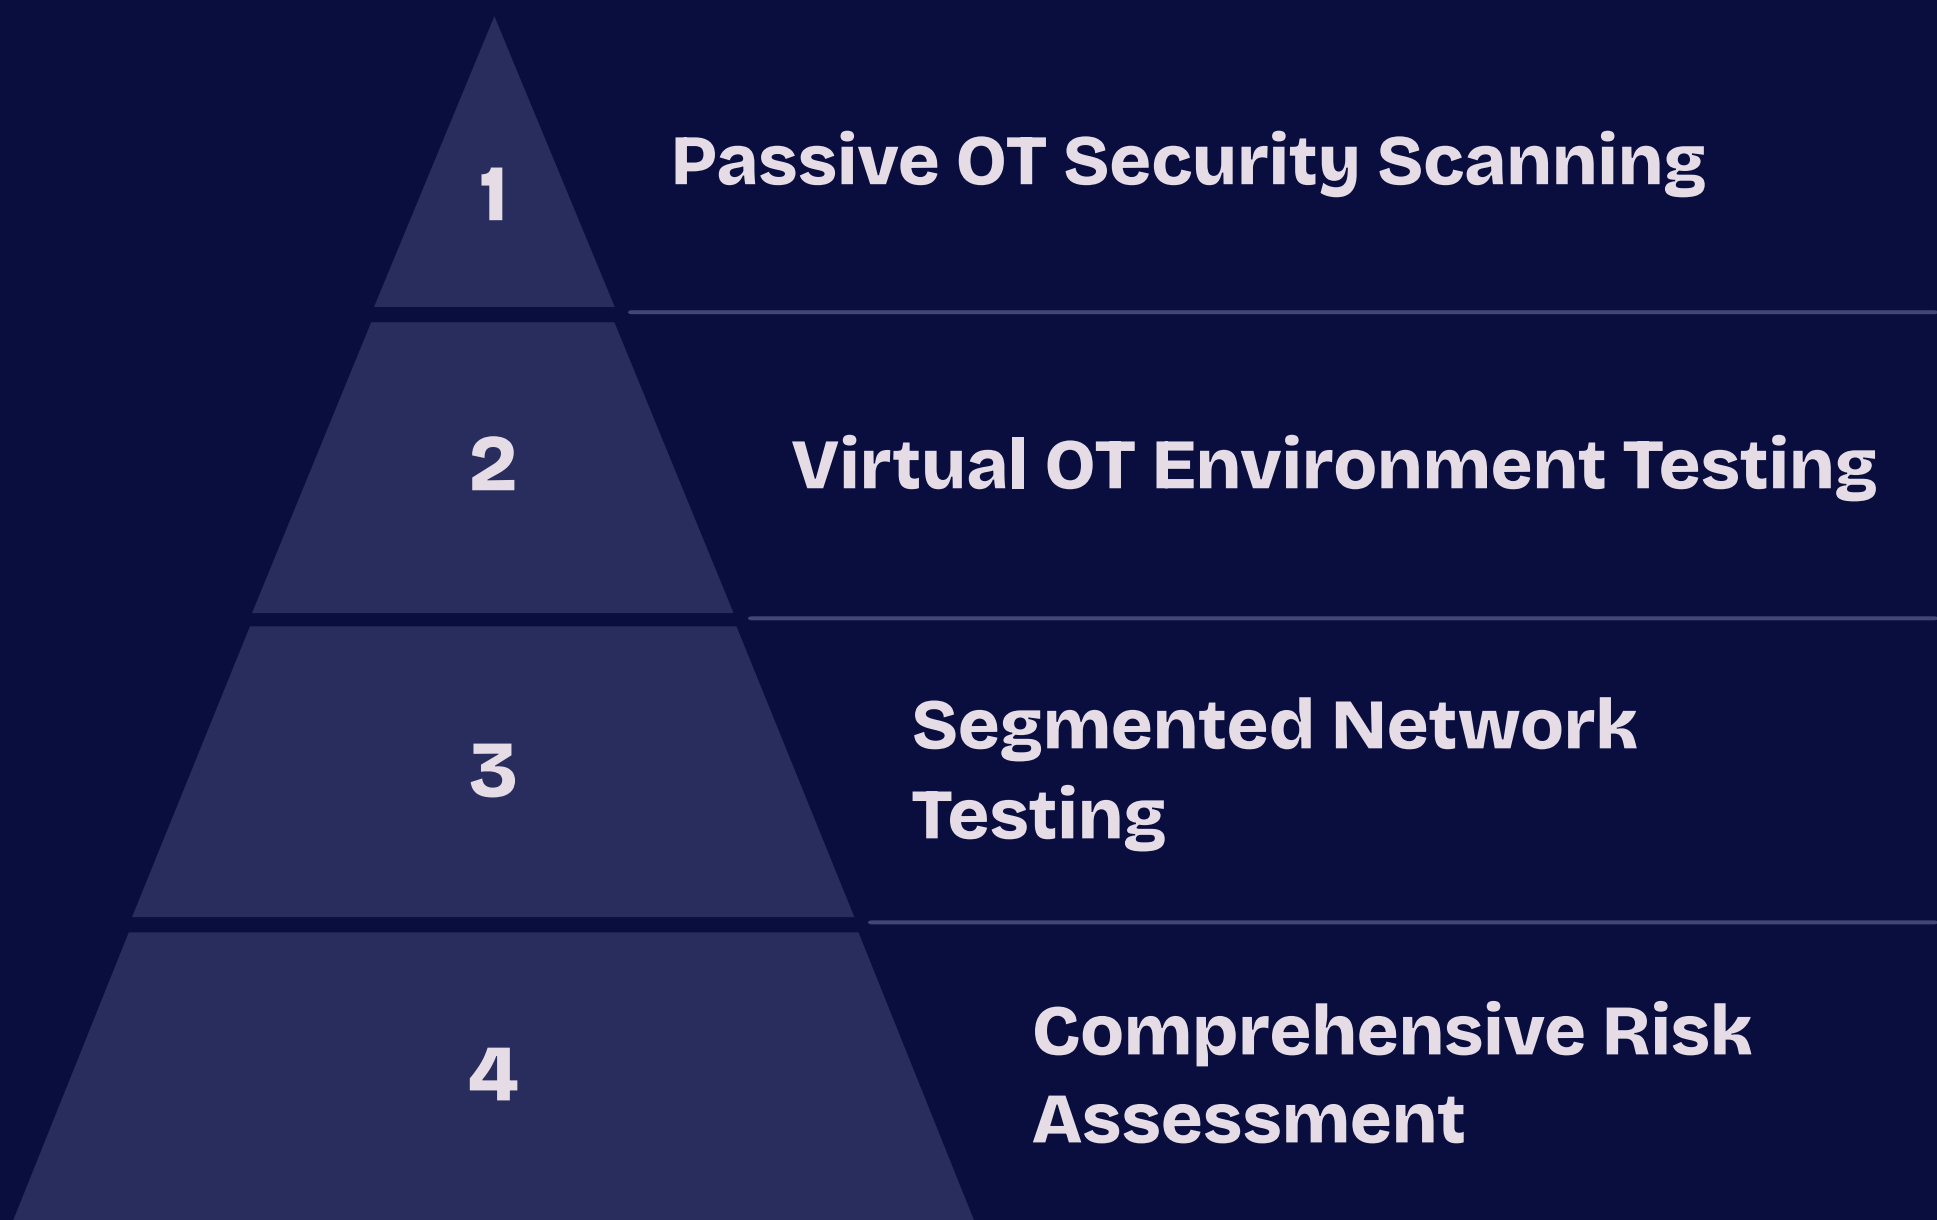 1
Passive OT Security Scanning
2
Virtual OT Environment Testing
3
Segmented Network
Testing
4
Comprehensive Risk
Assessment